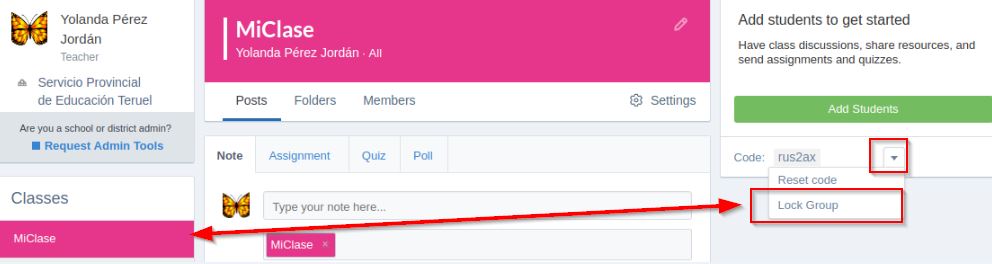 Yolanda Pérez
Jordán
Teacher
Servicio Provincial
de Educación Teruel
Are you a school or district admin?
Request Admin Tools
Classes
MiClase
MiClase
Yolanda Pérez Jordán · All
Posts Folders Members Settings
Note Assignment Quiz Poll
Type your note here...
MiClase ×
Add students to get started
Have class discussions, share resources, and
send assignments and quizzes.
Add Students
Code: rus2ax
Reset code
Lock Group